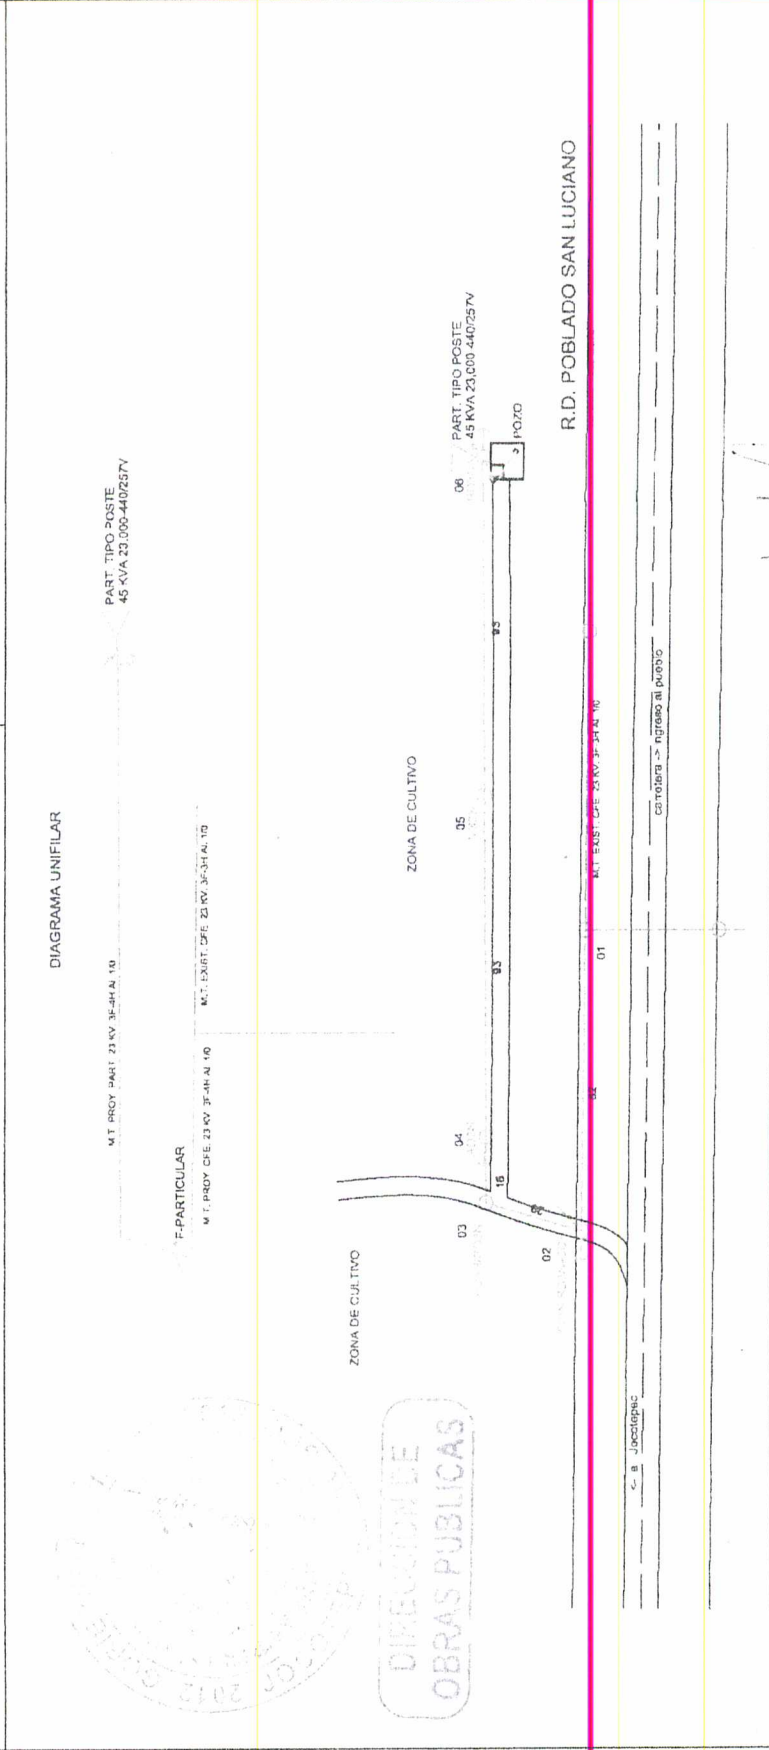 DIAGRAMA UNIFILAR
M.T. PROY PART. 23 KV 3F-4H Al. 1/0
PART. TIPO POSTE
45 KVA 23,000-440/257V
F-PARTICULAR
M.T. PROY CFE. 23 KV 3F-4H Al 1/0
M.T. EXIST. CFE. 23 KV. 3F-3H Al. 1/0
ZONA DE CULTIVO
ZONA DE CULTIVO
03
04
05
06
PART. TIPO POSTE
45 KVA 23,000-440/257V
16
93
93
POZO
02
01
M.T. EXIST. CFE. 23 KV. 3F-3H Al 1/0
R.D. POBLADO SAN LUCIANO
<- a Jocotepec
carretera -> ingreso al pueblo
DIRECCION DE
OBRAS PUBLICAS